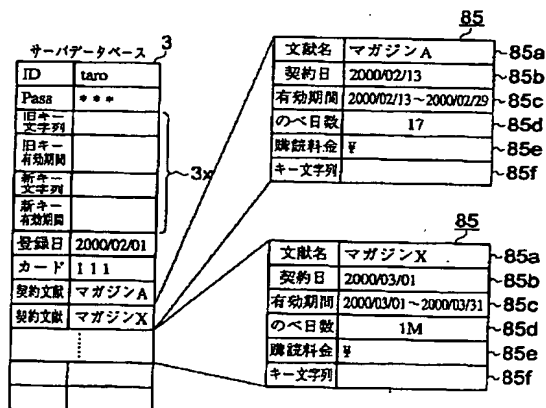 サーバデータベース 3
ID taro
Pass ***
旧キー文字列
旧キー有効期間
新キー文字列
新キー有効期間
3x
登録日 2000/02/01
カード 111
契約文献 マガジンA
契約文献 マガジンX
85
文献名 マガジンA 85a
契約日 2000/02/13 85b
有効期間 2000/02/13~2000/02/29 85c
のべ日数 17 85d
購読料金 ¥ 85e
キー文字列 85f
85
文献名 マガジンX 85a
契約日 2000/03/01 85b
有効期間 2000/03/01~2000/03/31 85c
のべ日数 1M 85d
購読料金 ¥ 85e
キー文字列 85f